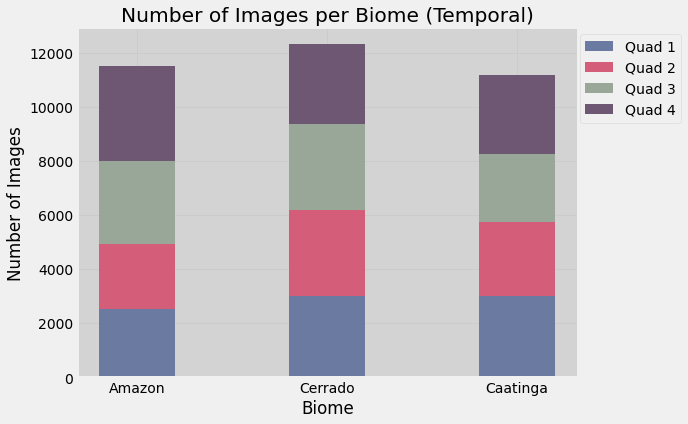 Number of Images per Biome (Temporal)
Quad 1
Quad 2
Quad 3
Quad 4
Number of Images
12000
10000
8000
6000
4000
2000
0
Amazon Cerrado Caatinga
Biome